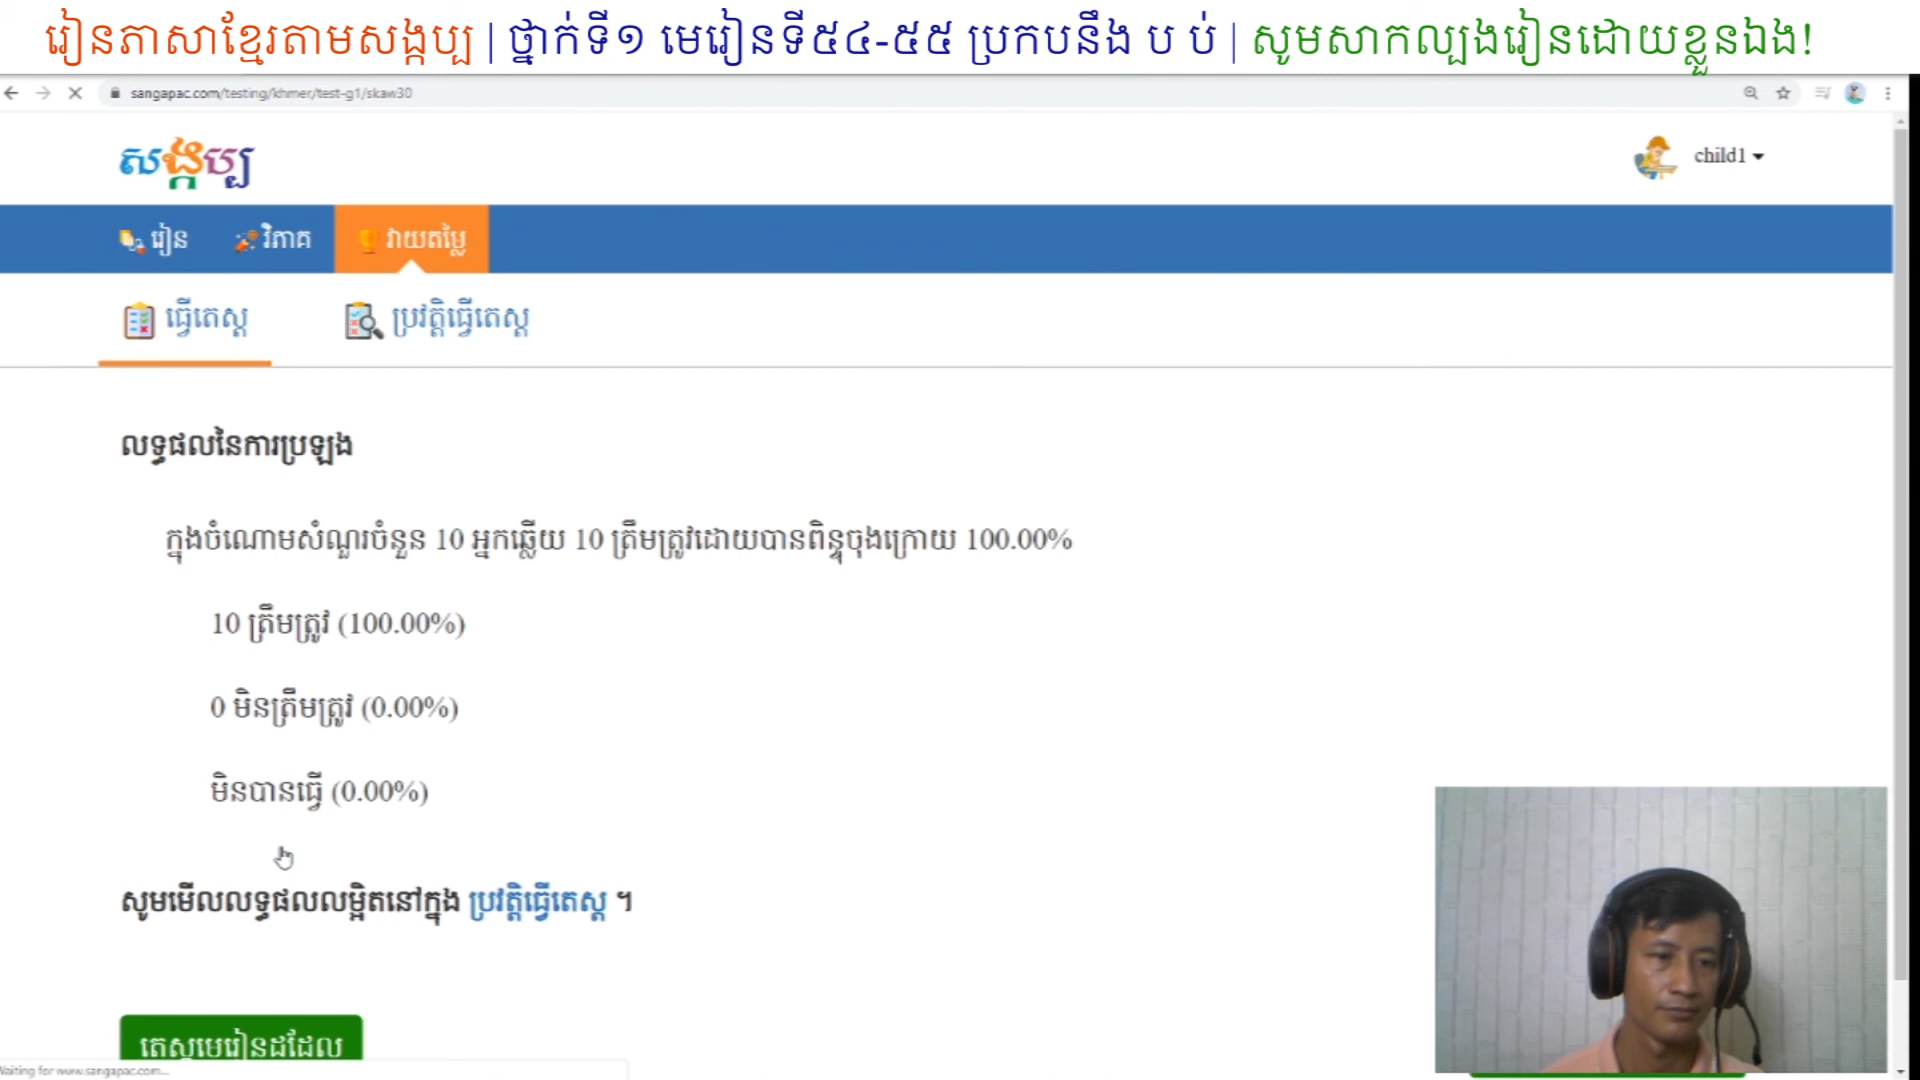 រៀនភាសាខ្មែរតាមសង្កប្ប | ថ្នាក់ទី១ មេរៀនទី៥៤-៥៥ ប្រកបនឹង ប ប់ | សូមសាកល្បងរៀនដោយខ្លួនឯង!
sangapac.com/testing/khmer/test-g1/skaw30
សង្កប្ប
child1
រៀន វិភាគ វាយតម្លៃ
ធ្វើតេស្ត ប្រវត្តិធ្វើតេស្ត
លទ្ធផលនៃការប្រឡង
ក្នុងចំណោមសំណួរចំនួន 10 អ្នកឆ្លើយ 10 ត្រឹមត្រូវដោយបានពិន្ទុចុងក្រោយ 100.00%
10 ត្រឹមត្រូវ (100.00%)
0 មិនត្រឹមត្រូវ (0.00%)
មិនបានធ្វើ (0.00%)
សូមមើលលទ្ធផលលម្អិតនៅក្នុង ប្រវត្តិធ្វើតេស្ត ។
តេស្តមេរៀនដដែល
Waiting for www.sangapac.com...